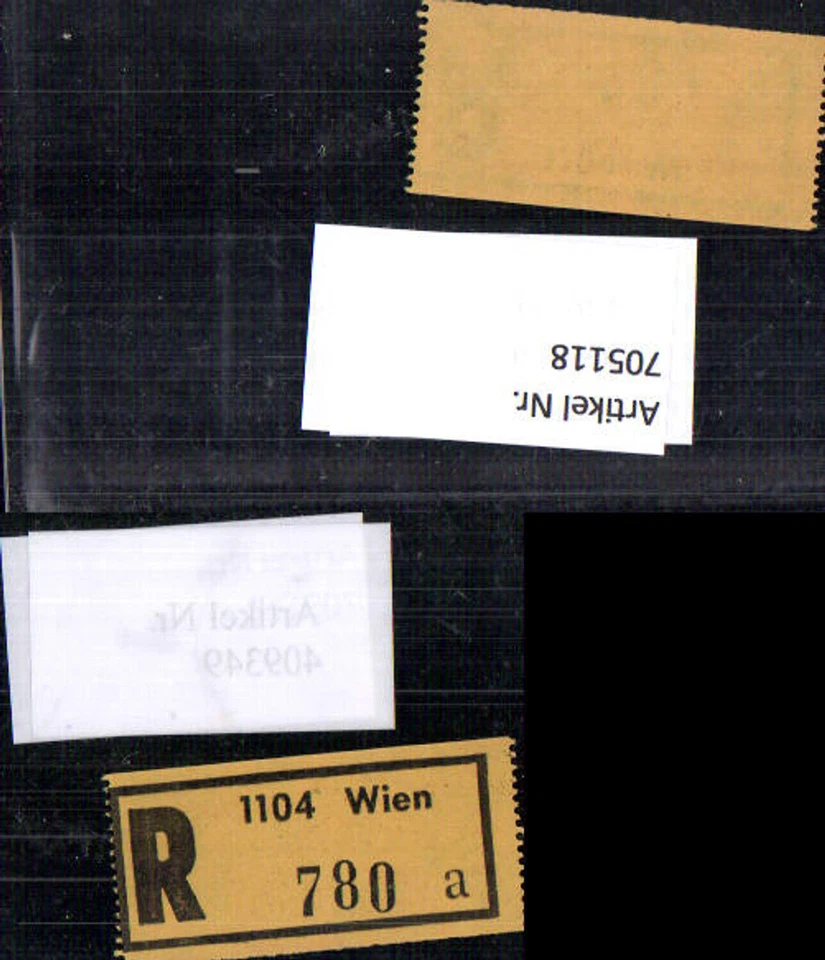 Artikel Nr.
705118
Artikel Nr.
409349
R
1104 Wien
780 a